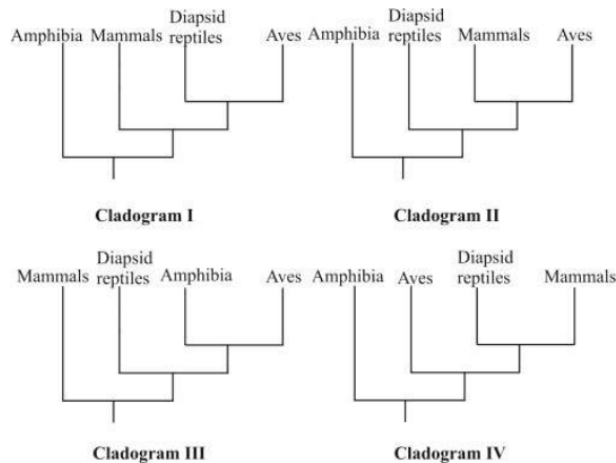 Amphibia Mammals Diapsid reptiles Aves
Cladogram I
Amphibia Diapsid reptiles Mammals Aves
Cladogram II
Mammals Diapsid reptiles Amphibia Aves
Cladogram III
Amphibia Aves Diapsid reptiles Mammals
Cladogram IV